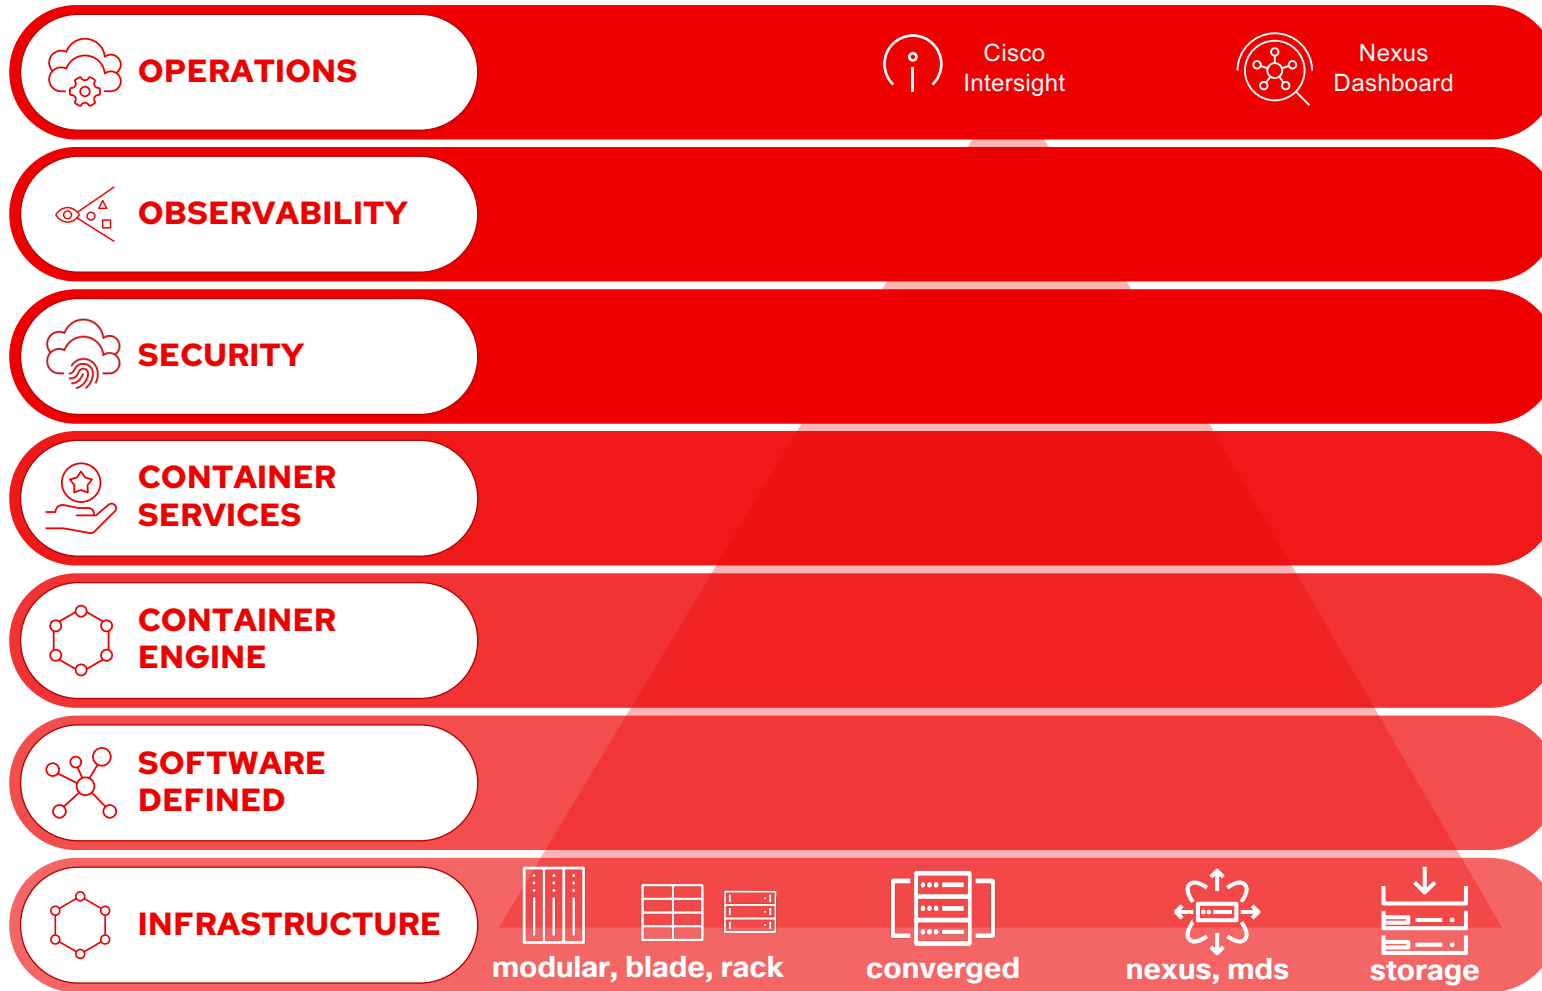 OPERATIONS
Cisco
Intersight
Nexus
Dashboard
OBSERVABILITY
SECURITY
CONTAINER
SERVICES
CONTAINER
ENGINE
SOFTWARE
DEFINED
INFRASTRUCTURE
modular, blade, rack
converged
nexus, mds
storage